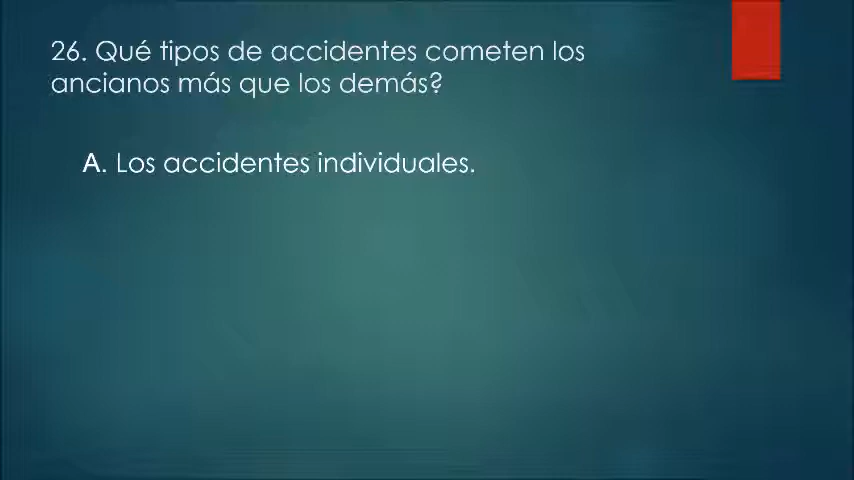 26. Qué tipos de accidentes cometen los
ancianos más que los demás?
A. Los accidentes individuales.